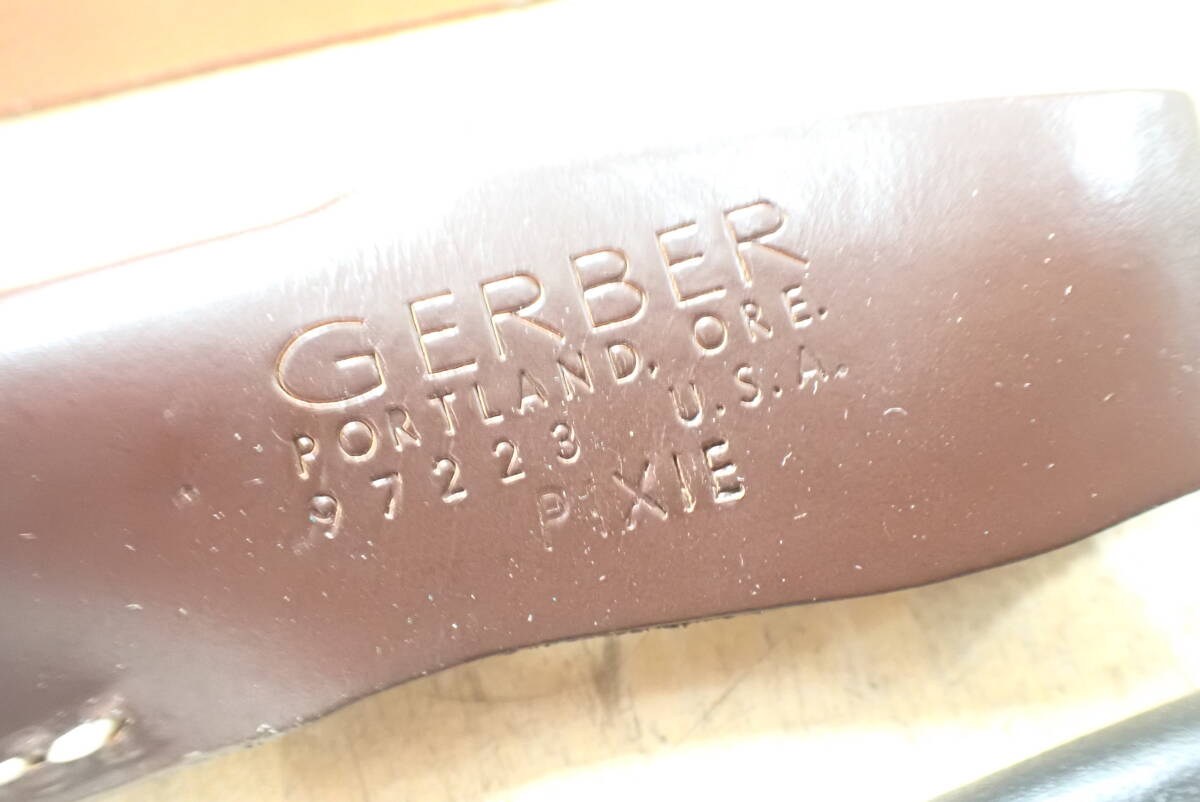 GERBER
PORTLAND, ORE.
97223 U.S.A.
PIXIE